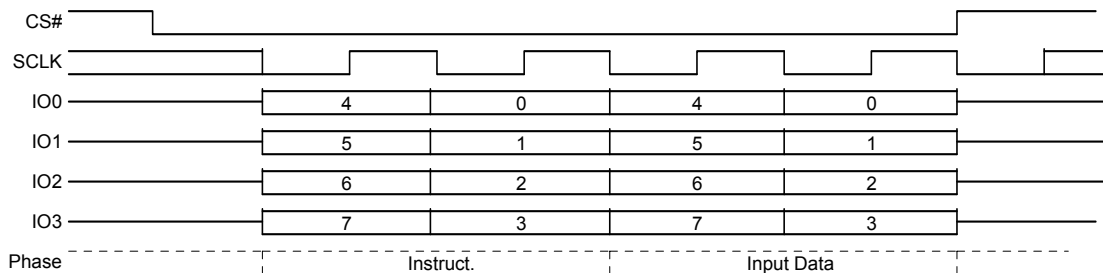 CS#
SCLK
IO0 4 0 4 0
IO1 5 1 5 1
IO2 6 2 6 2
IO3 7 3 7 3
Phase Instruct. Input Data